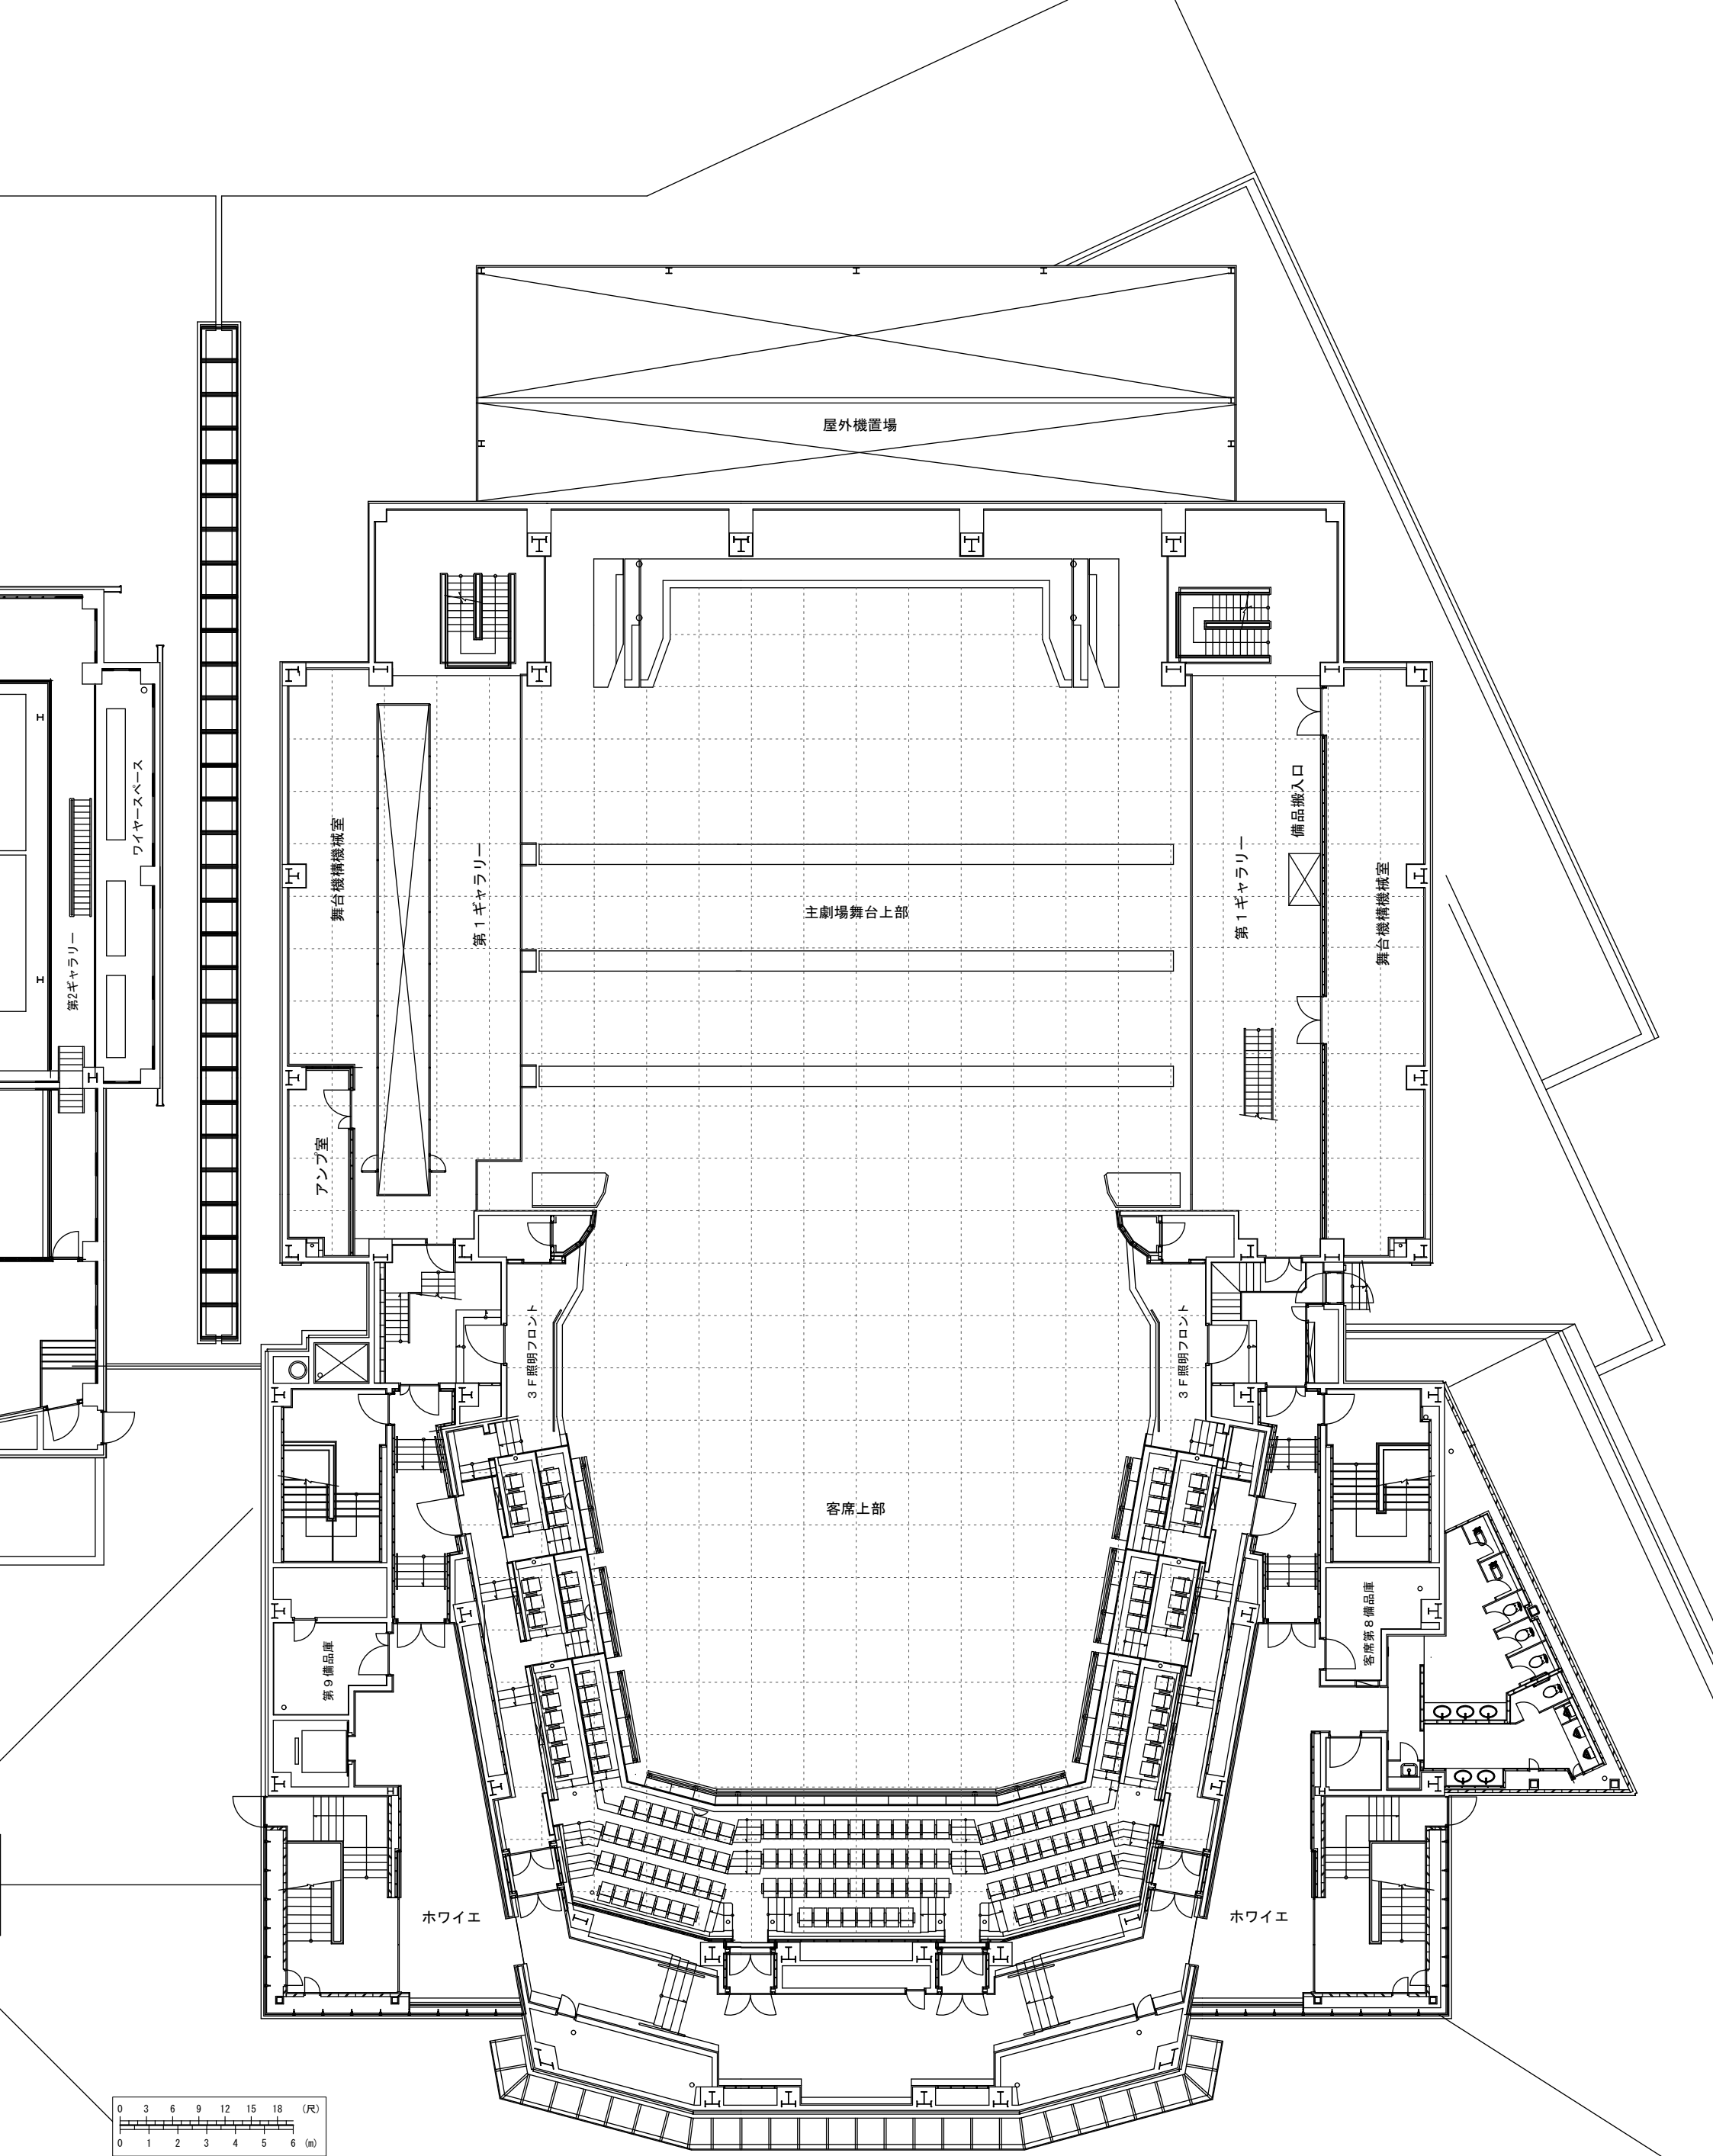 屋外機置場
ワイヤースペース
第2ギャラリー
舞台機構機械室
第1ギャラリー
主劇場舞台上部
第1ギャラリー
備品搬入口
舞台機構機械室
アンプ室
3F照明フロント
3F照明フロント
客席上部
第9備品庫
客席第8備品庫
ホワイエ
ホワイエ
0 3 6 9 12 15 18 (尺)
0 1 2 3 4 5 6 (m)